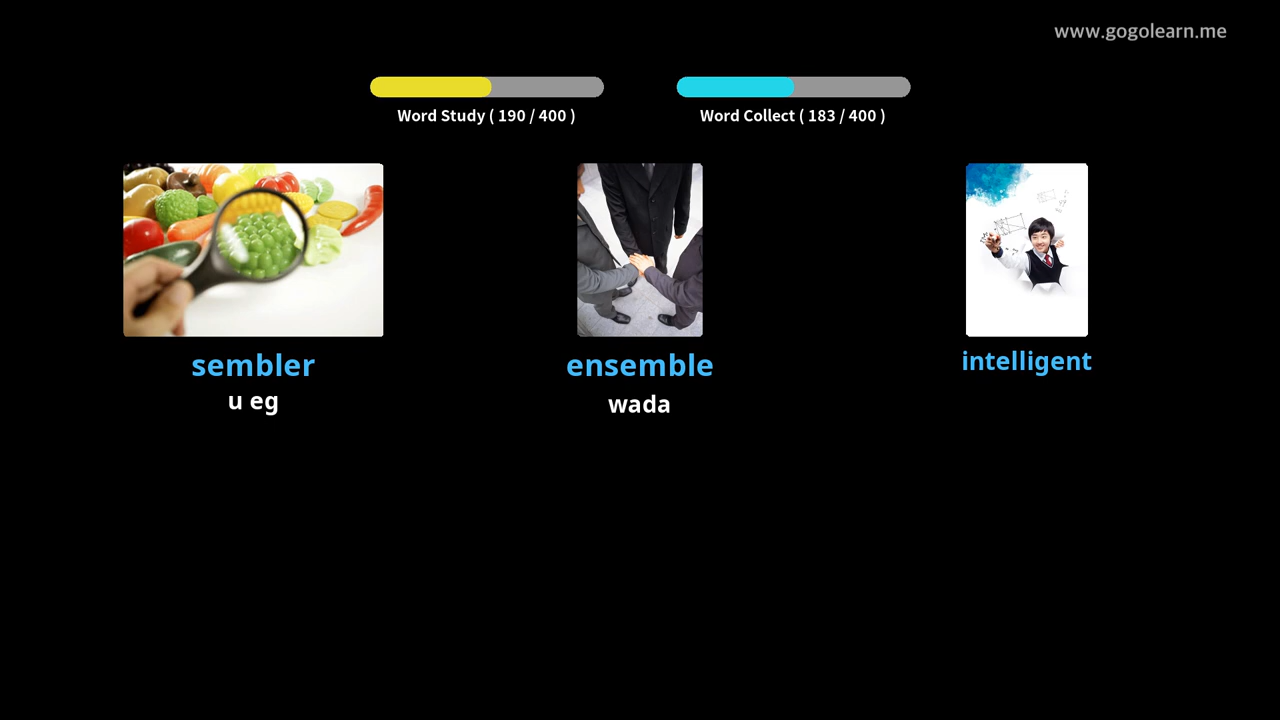 www.gogolearn.me
Word Study ( 190 / 400 )
Word Collect ( 183 / 400 )
sembler
u eg
ensemble
wada
intelligent